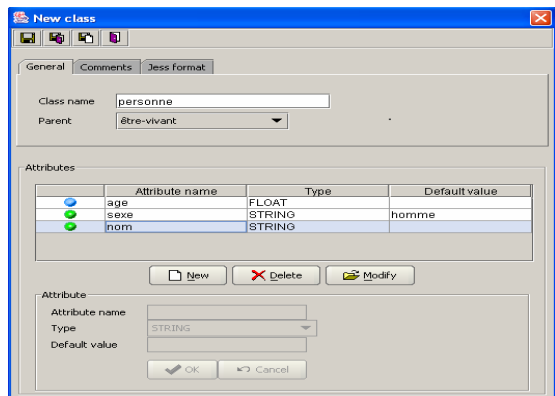 New class
General Comments Jess format
Class name personne
Parent être-vivant
Attributes
Attribute name Type Default value
age FLOAT
sexe STRING homme
nom STRING
New Delete Modify
Attribute
Attribute name
Type STRING
Default value
OK Cancel